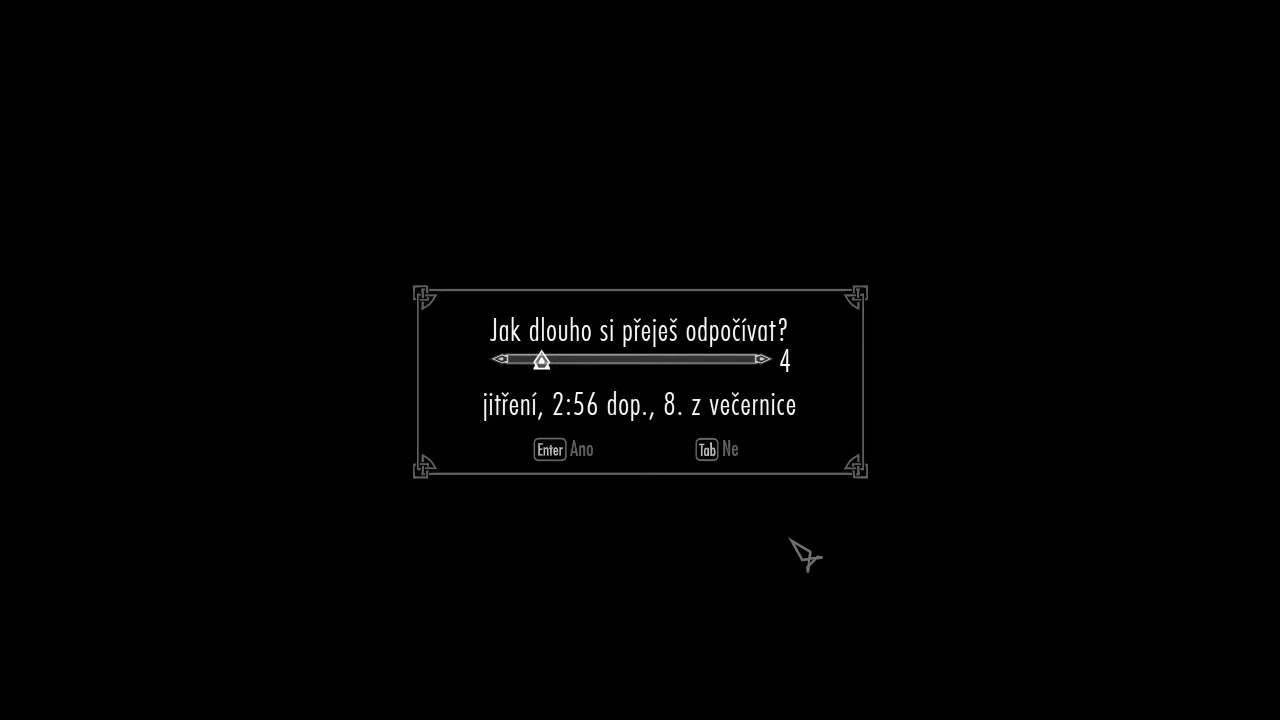 Jak dlouho si přeješ odpočívat?
4
jitření, 2:56 dop., 8. z večernice
Enter Ano
Tab Ne